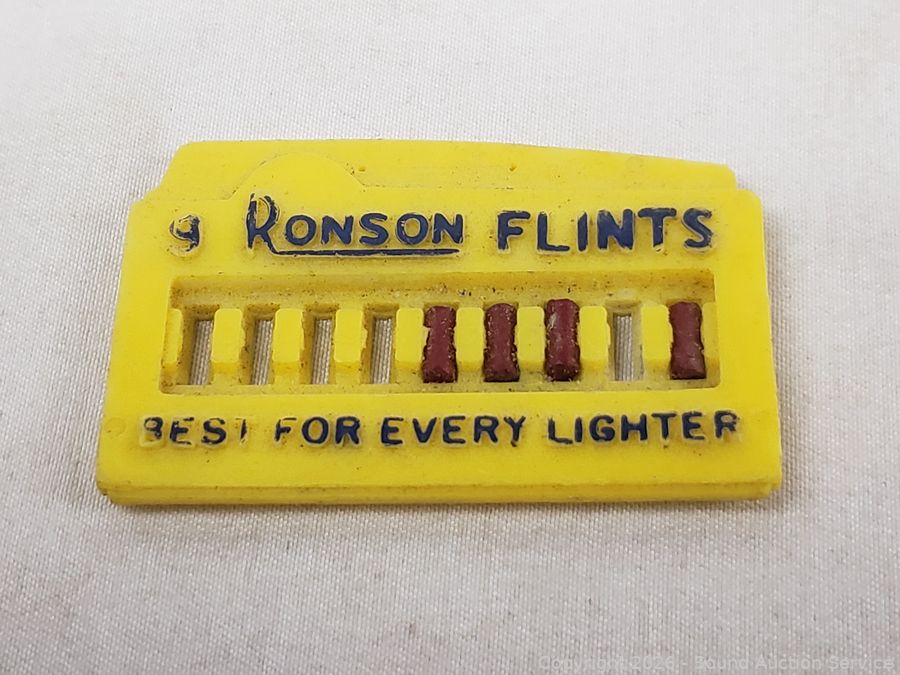 9 RONSON FLINTS
BEST FOR EVERY LIGHTER
Copyright 2026 - Sound Auction Service